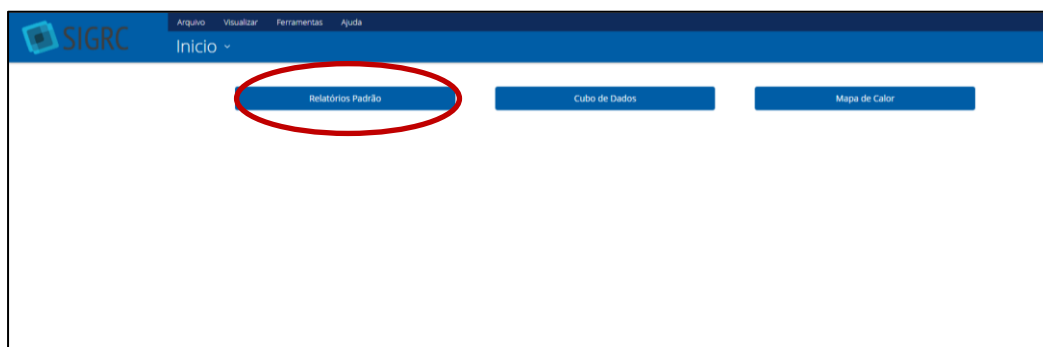 SIGRC
Arquivo Visualizar Ferramentas Ajuda
Inicio
Relatórios Padrão Cubo de Dados Mapa de Calor